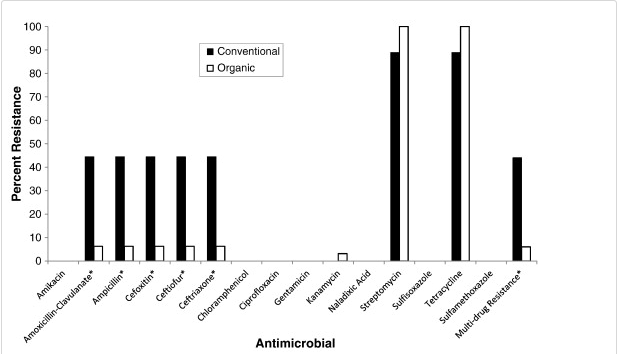 100
90
80
70
60
50
40
30
20
10
0
Percent Resistance
Conventional
Organic
Amikacin
Amoxicillin-Clavulanate*
Ampicillin*
Cefoxitin*
Ceftiofur*
Ceftriaxone*
Chloramphenicol
Ciprofloxacin
Gentamicin
Kanamycin
Naladixic Acid
Streptomycin
Sulfisoxazole
Tetracycline
Sulfamethoxazole
Multi-drug Resistance*
Antimicrobial